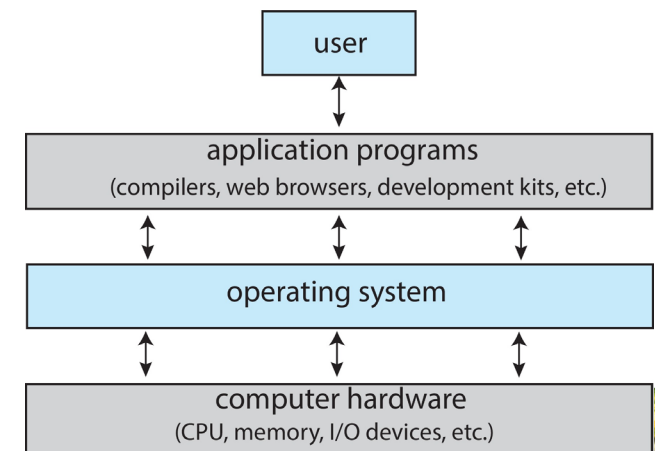 user
application programs
(compilers, web browsers, development kits, etc.)
operating system
computer hardware
(CPU, memory, I/O devices, etc.)